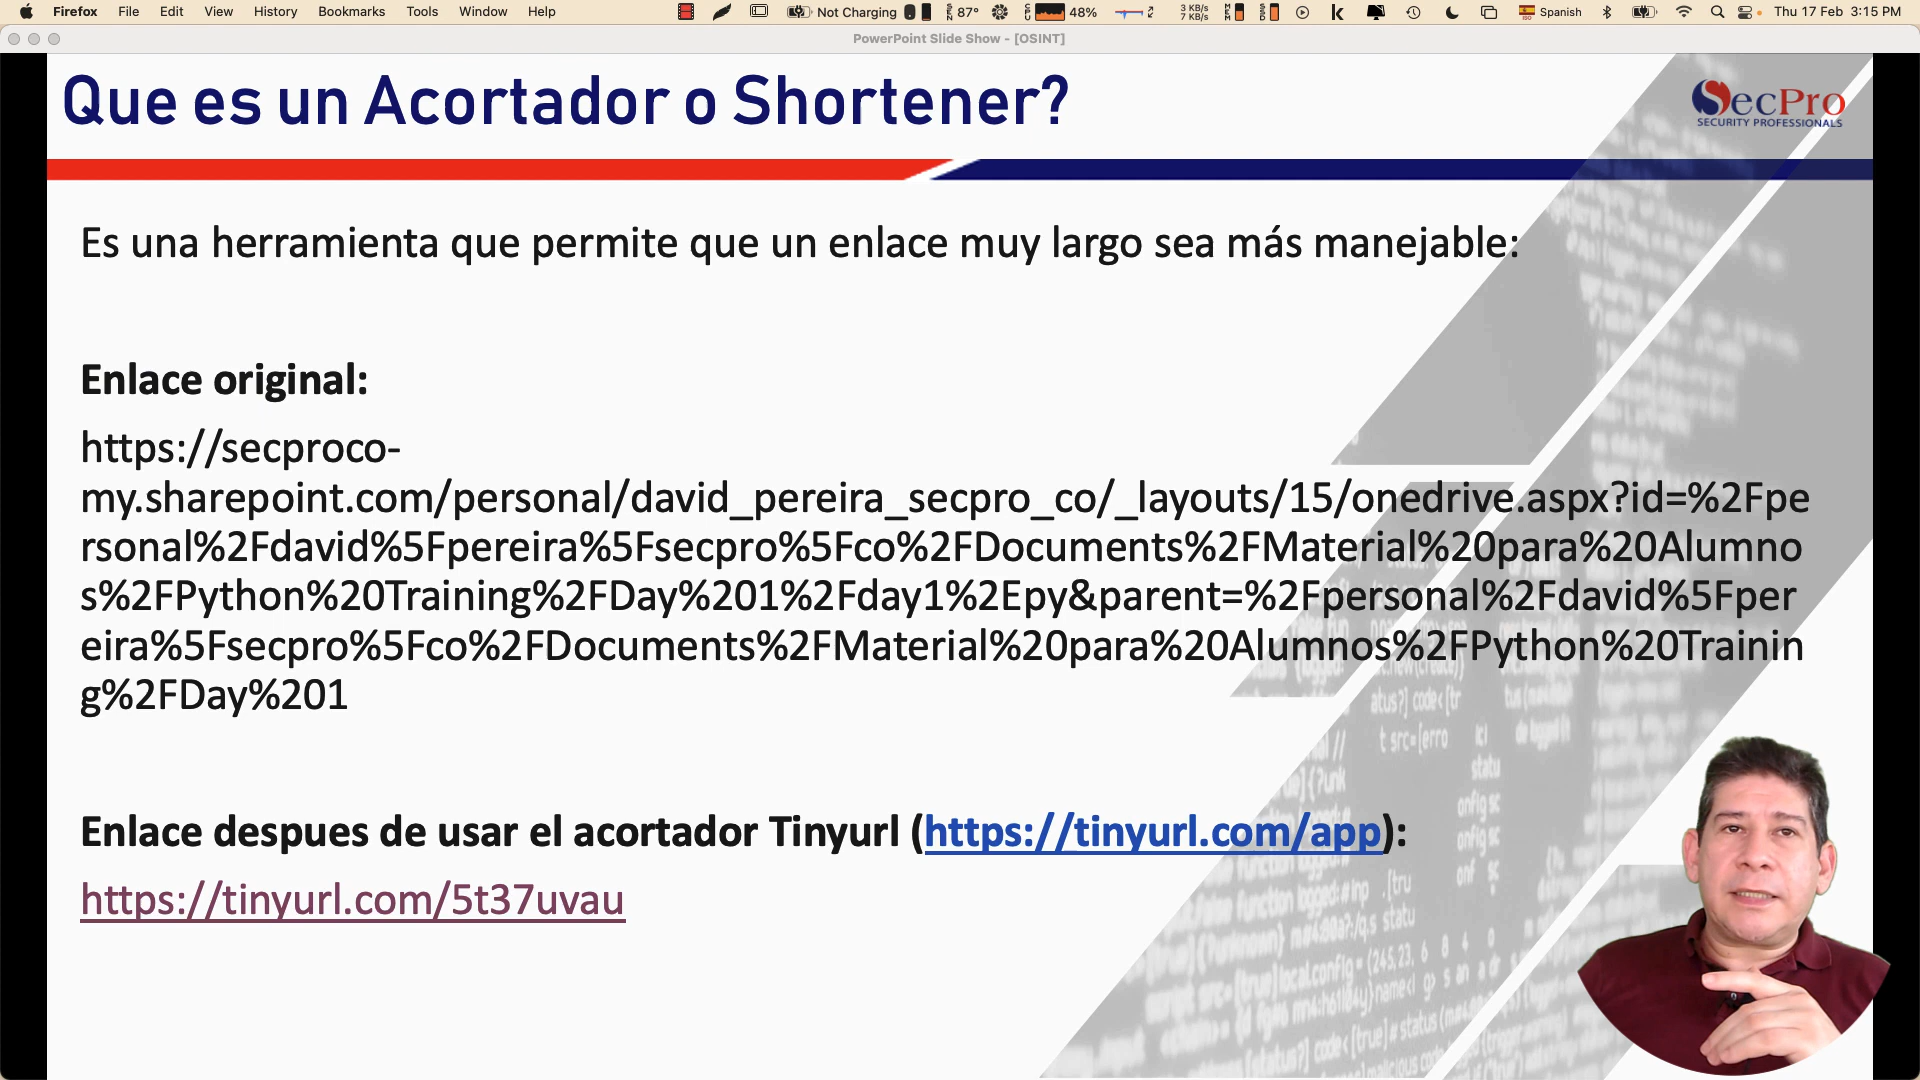 Firefox File Edit View History Bookmarks Tools Window Help Not Charging 87° 48% 3 KB/s 7 KB/s Spanish Thu 17 Feb 3:15 PM
PowerPoint Slide Show - [OSINT]
Que es un Acortador o Shortener?
SecPro
SECURITY PROFESSIONALS
Es una herramienta que permite que un enlace muy largo sea más manejable:
Enlace original:
https://secproco-
my.sharepoint.com/personal/david_pereira_secpro_co/_layouts/15/onedrive.aspx?id=%2Fpe
rsonal%2Fdavid%5Fpereira%5Fsecpro%5Fco%2FDocuments%2FMaterial%20para%20Alumno
s%2FPython%20Training%2FDay%201%2Fday1%2Epy&parent=%2Fpersonal%2Fdavid%5Fper
eira%5Fsecpro%5Fco%2FDocuments%2FMaterial%20para%20Alumnos%2FPython%20Trainin
g%2FDay%201
Enlace despues de usar el acortador Tinyurl (https://tinyurl.com/app):
https://tinyurl.com/5t37uvau